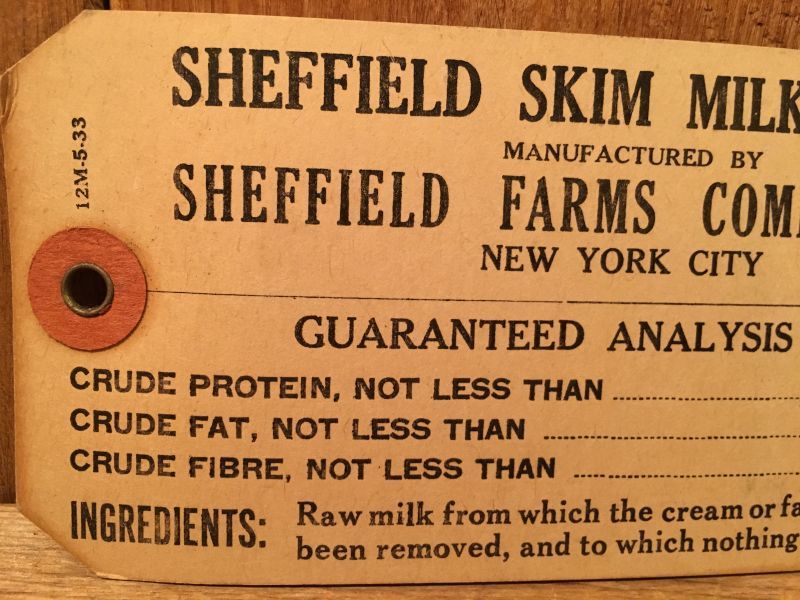 SHEFFIELD SKIM MILK
MANUFACTURED BY
SHEFFIELD FARMS
NEW YORK CITY
12M-5-33
GUARANTEED ANALYSIS
CRUDE PROTEIN, NOT LESS THAN
CRUDE FAT, NOT LESS THAN
CRUDE FIBRE, NOT LESS THAN
INGREDIENTS: Raw milk from which the cream or
been removed, and to which nothing